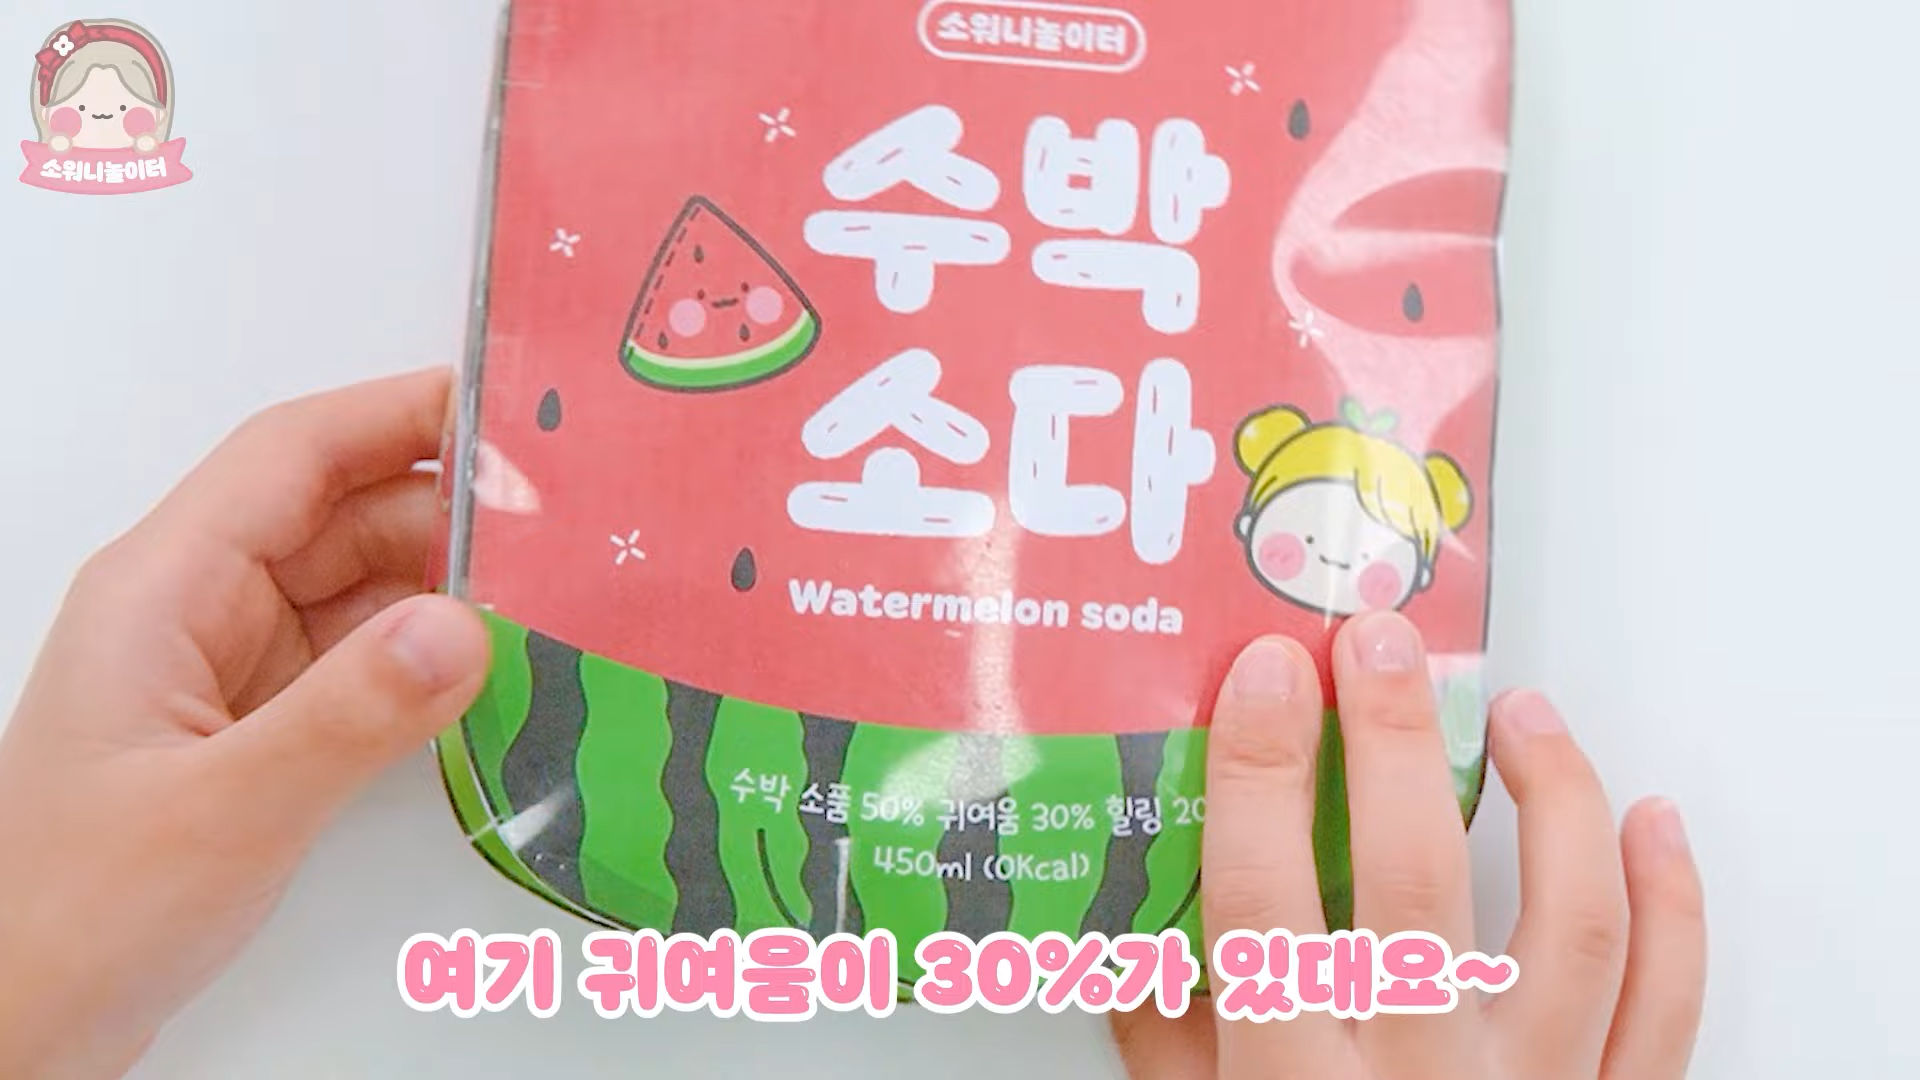 소워니놀이터
소워니놀이터
수박
소다
Watermelon soda
수박 소품 50% 귀여움 30% 힐링 20
450ml (0Kcal)
여기 귀여움이 30%가 있대요~